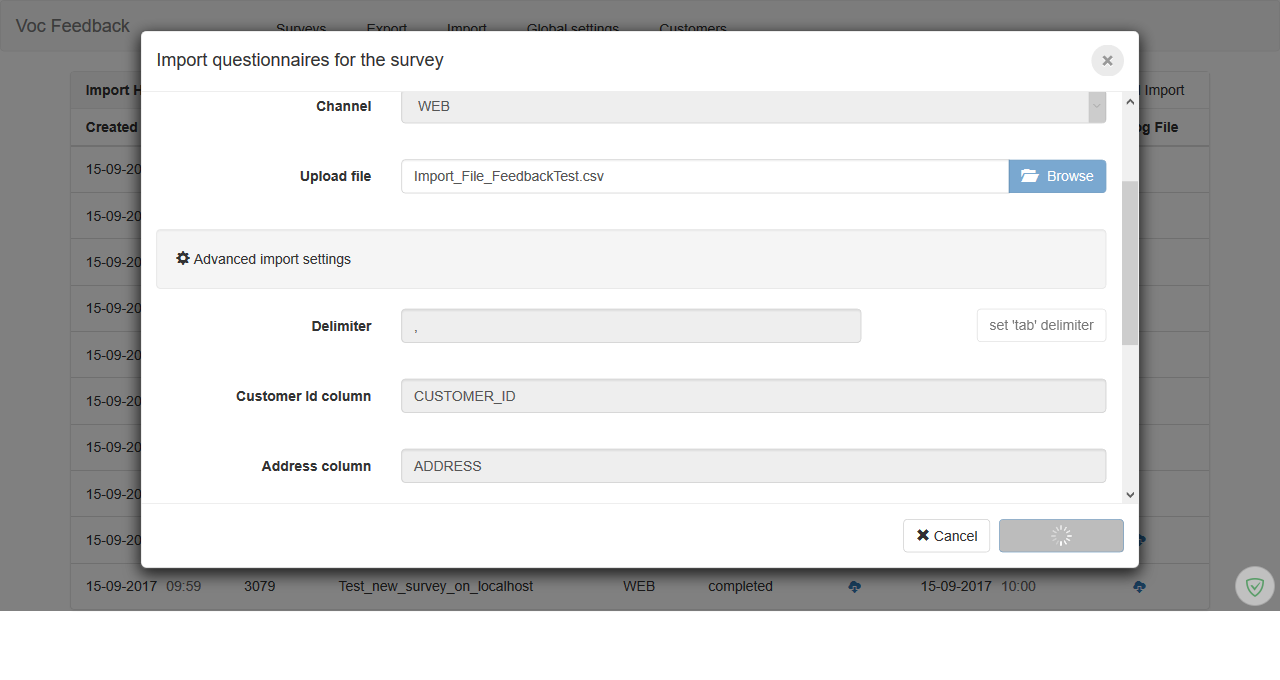 Voc Feedback Surveys Export Import Global settings Customers
Import questionnaires for the survey
Import H
Import
Channel WEB
Created
og File
15-09-20
Upload file Import_File_FeedbackTest.csv Browse
15-09-20
Advanced import settings
15-09-20
15-09-20
Delimiter , set 'tab' delimiter
15-09-20
Customer Id column CUSTOMER_ID
15-09-20
15-09-20
Address column ADDRESS
15-09-20
15-09-20
Cancel
15-09-2017 09:59 3079 Test_new_survey_on_localhost WEB completed 15-09-2017 10:00